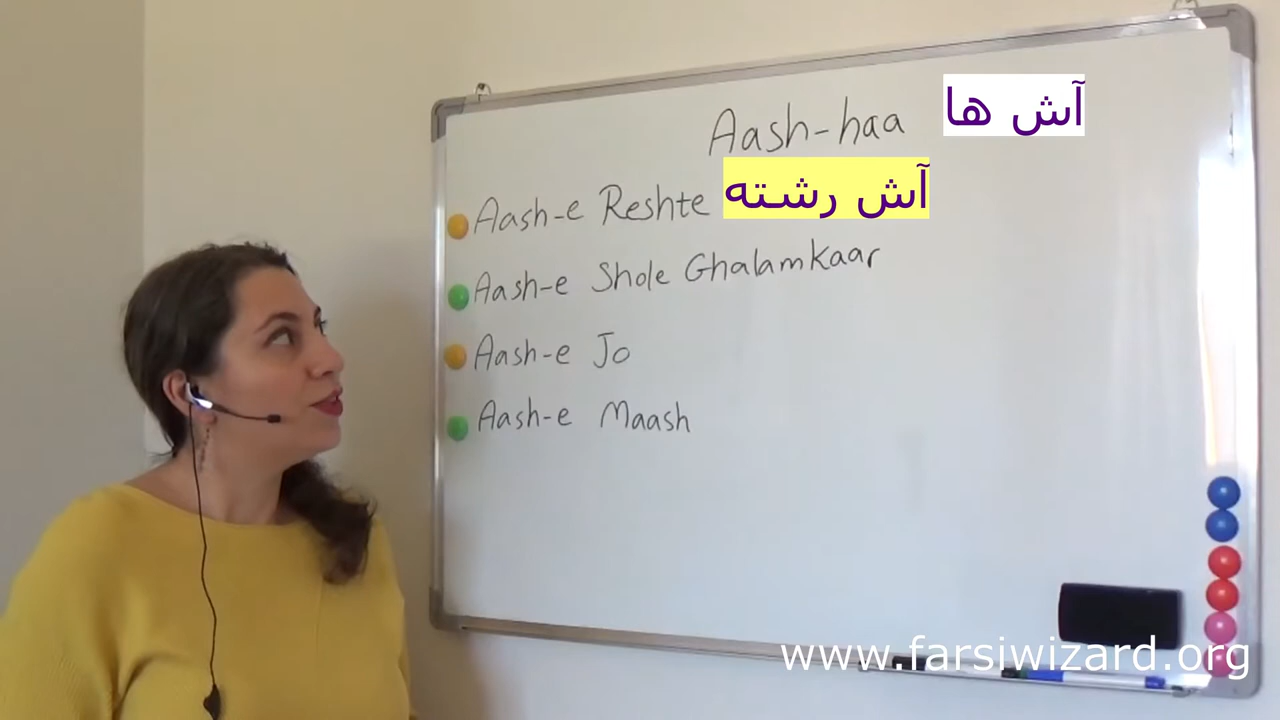 Aash-haa آش ها
Aash-e Reshte آش رشته
Aash-e Shole Ghalamkaar
Aash-e Jo
Aash-e Maash
www.farsiwizard.org